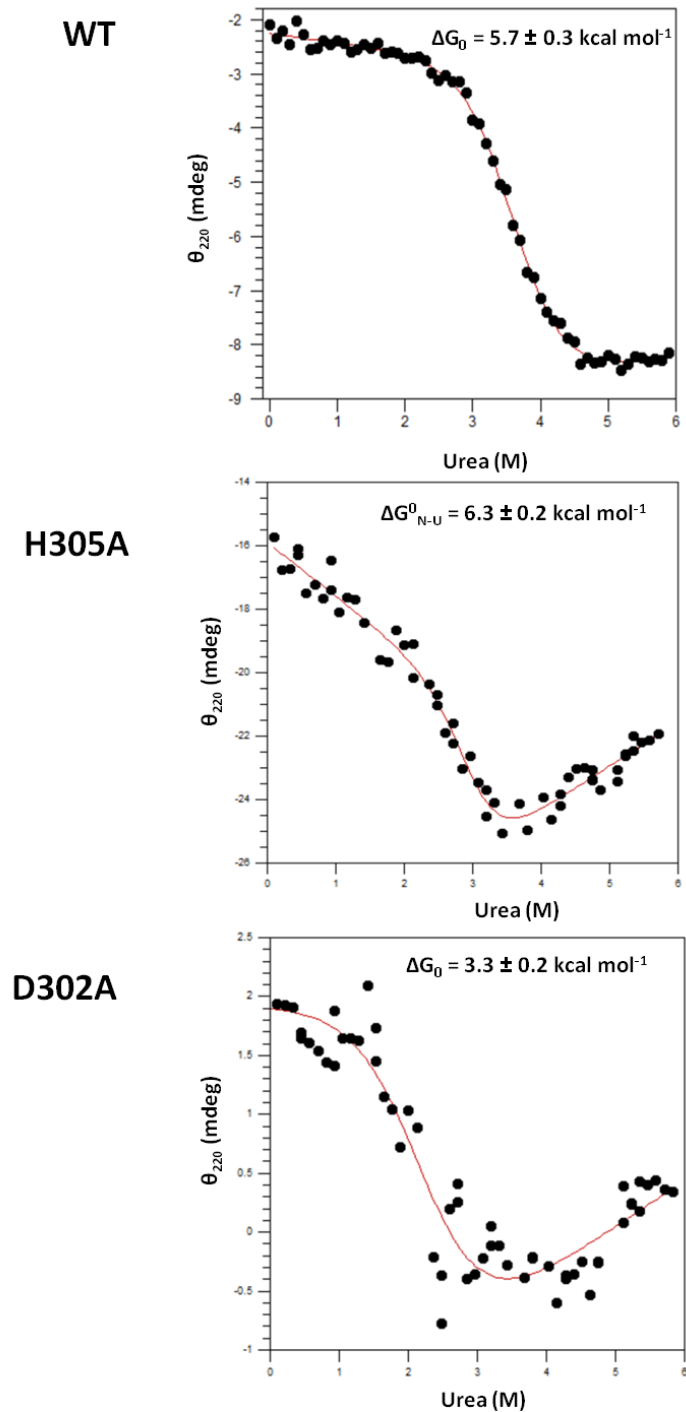 WT
ΔG₀ = 5.7 ± 0.3 kcal mol⁻¹
θ₂₂₀ (mdeg)
-2
-3
-4
-5
-6
-7
-8
-9
0 1 2 3 4 5 6
Urea (M)
H305A
ΔG⁰N-U = 6.3 ± 0.2 kcal mol⁻¹
θ₂₂₀ (mdeg)
-14
-16
-18
-20
-22
-24
-26
0 1 2 3 4 5 6
Urea (M)
D302A
ΔG₀ = 3.3 ± 0.2 kcal mol⁻¹
θ₂₂₀ (mdeg)
2.5
2
1.5
1
0.5
0
-0.5
-1
0 1 2 3 4 5 6
Urea (M)